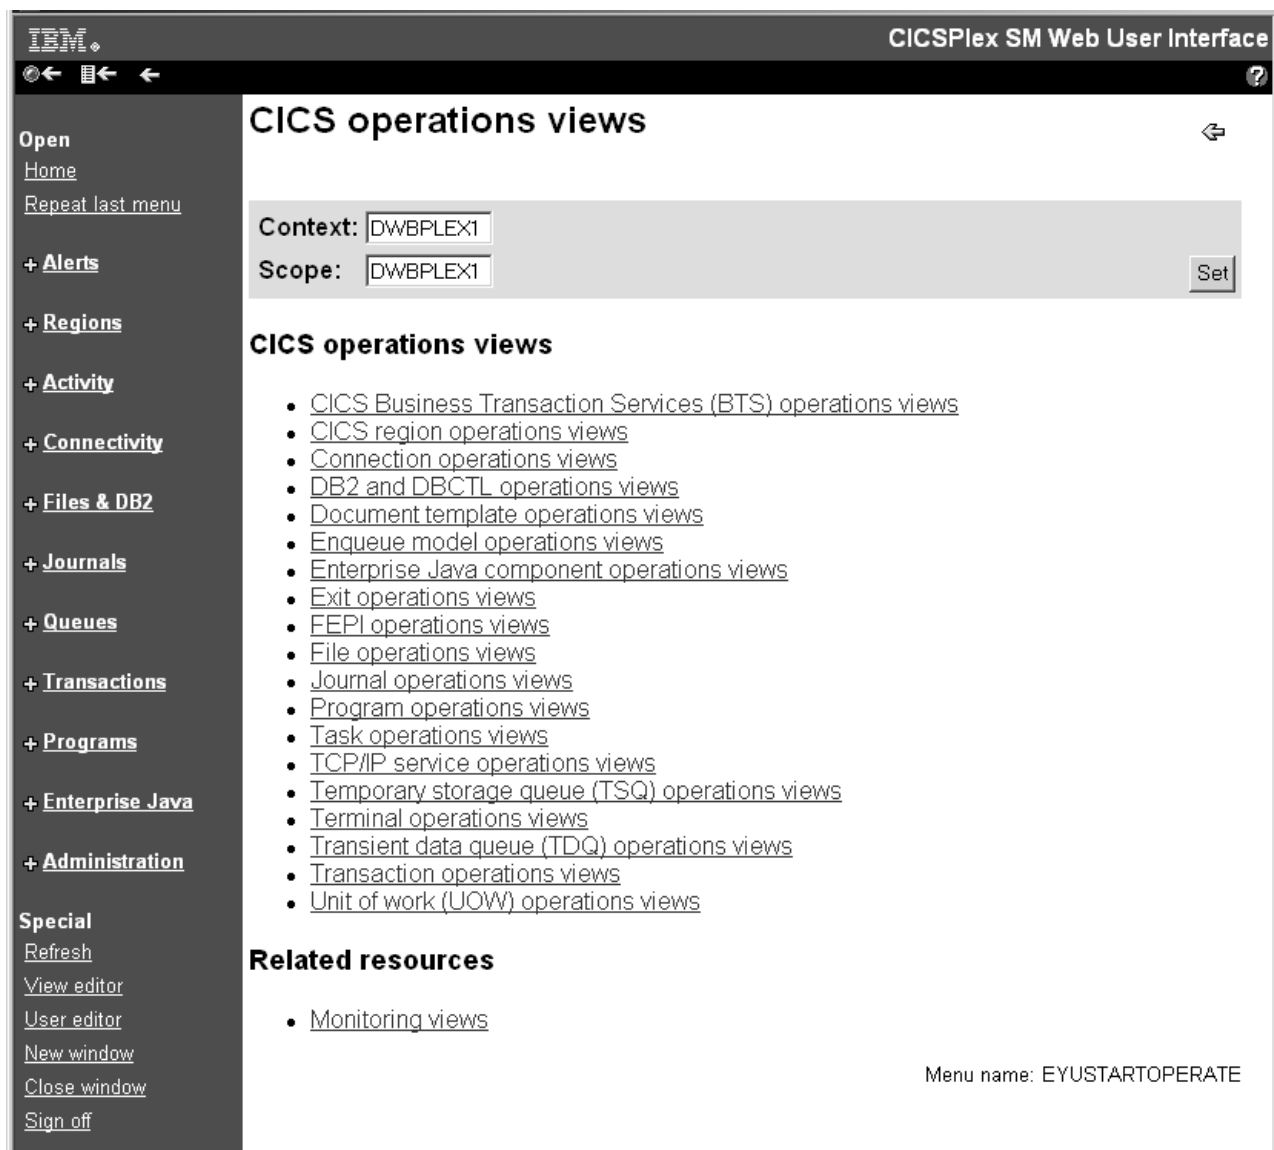 IBM.
CICSPlex SM Web User Interface
?
CICS operations views
Open
Home
Repeat last menu
+ Alerts
+ Regions
+ Activity
+ Connectivity
+ Files & DB2
+ Journals
+ Queues
+ Transactions
+ Programs
+ Enterprise Java
+ Administration
Special
Refresh
View editor
User editor
New window
Close window
Sign off
Context: DWBPLEX1
Scope: DWBPLEX1
Set
CICS operations views
• CICS Business Transaction Services (BTS) operations views
• CICS region operations views
• Connection operations views
• DB2 and DBCTL operations views
• Document template operations views
• Enqueue model operations views
• Enterprise Java component operations views
• Exit operations views
• FEPI operations views
• File operations views
• Journal operations views
• Program operations views
• Task operations views
• TCP/IP service operations views
• Temporary storage queue (TSQ) operations views
• Terminal operations views
• Transient data queue (TDQ) operations views
• Transaction operations views
• Unit of work (UOW) operations views
Related resources
• Monitoring views
Menu name: EYUSTARTOPERATE